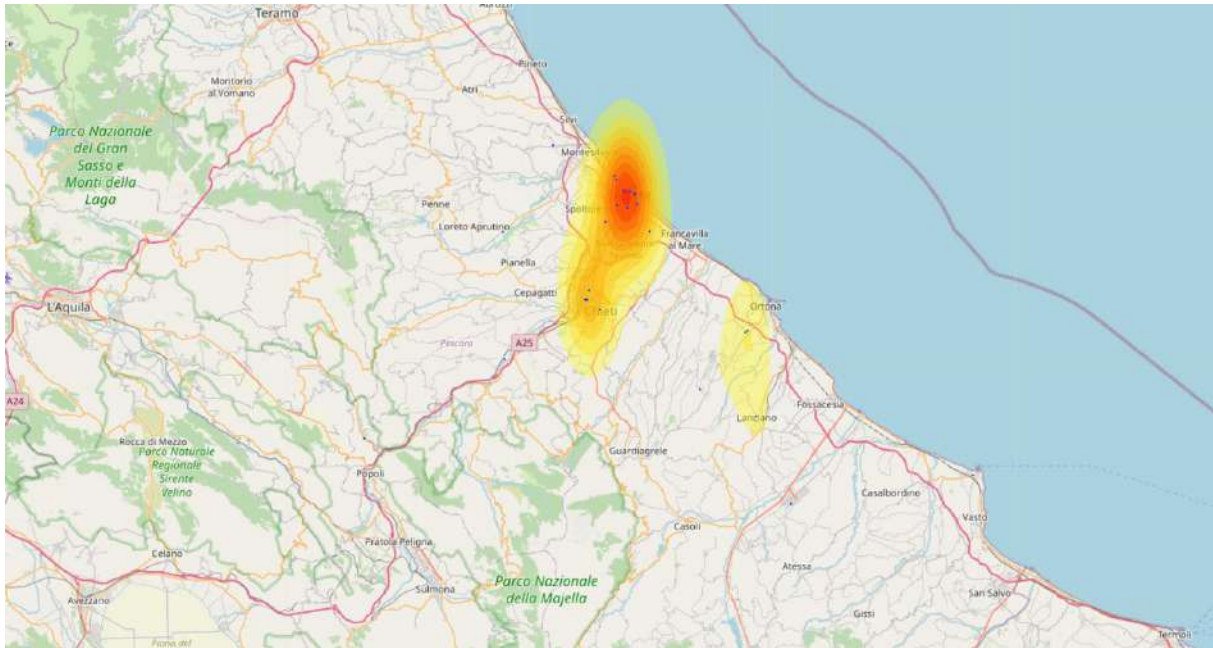 Teramo
Pineto
Montorio
al Vomano
Atri
Silvi
Parco Nazionale
del Gran
Sasso e
Monti della
Laga
Penne
Loreto Aprutino
Francavilla
al Mare
Pianella
Cepagatti
L'Aquila
Ortona
A25
Pescara
A24
Lanciano
Fossacesia
Rocca di Mezzo
Parco Naturale
Regionale
Sirente
Velino
Guardiagrele
Popoli
Casalbordino
Vasto
Casoli
Pratola Peligna
Celano
Atessa
Parco Nazionale
della Majella
Sulmona
San Salvo
Avezzano
Gissi
Termoli
Piana del